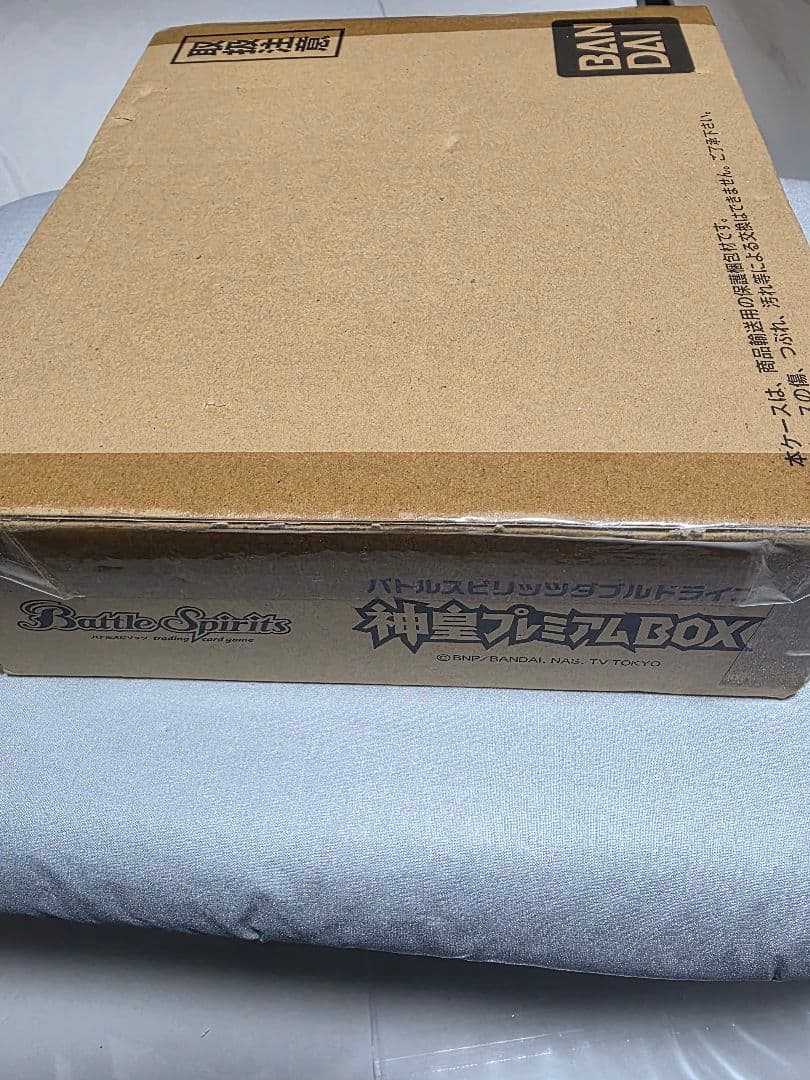 取扱注意
BAN
DAI
本ケースは、商品輸送用の保護梱包材です。
の傷、つぶれ、汚れ等による交換はできません。ご了承下さい。
Battle Spirits
バトルスピリッツ trading card game
バトルスピリッツダブルドライブ
神皇プレミアムBOX
©BNP/BANDAI, NAS, TV TOKYO